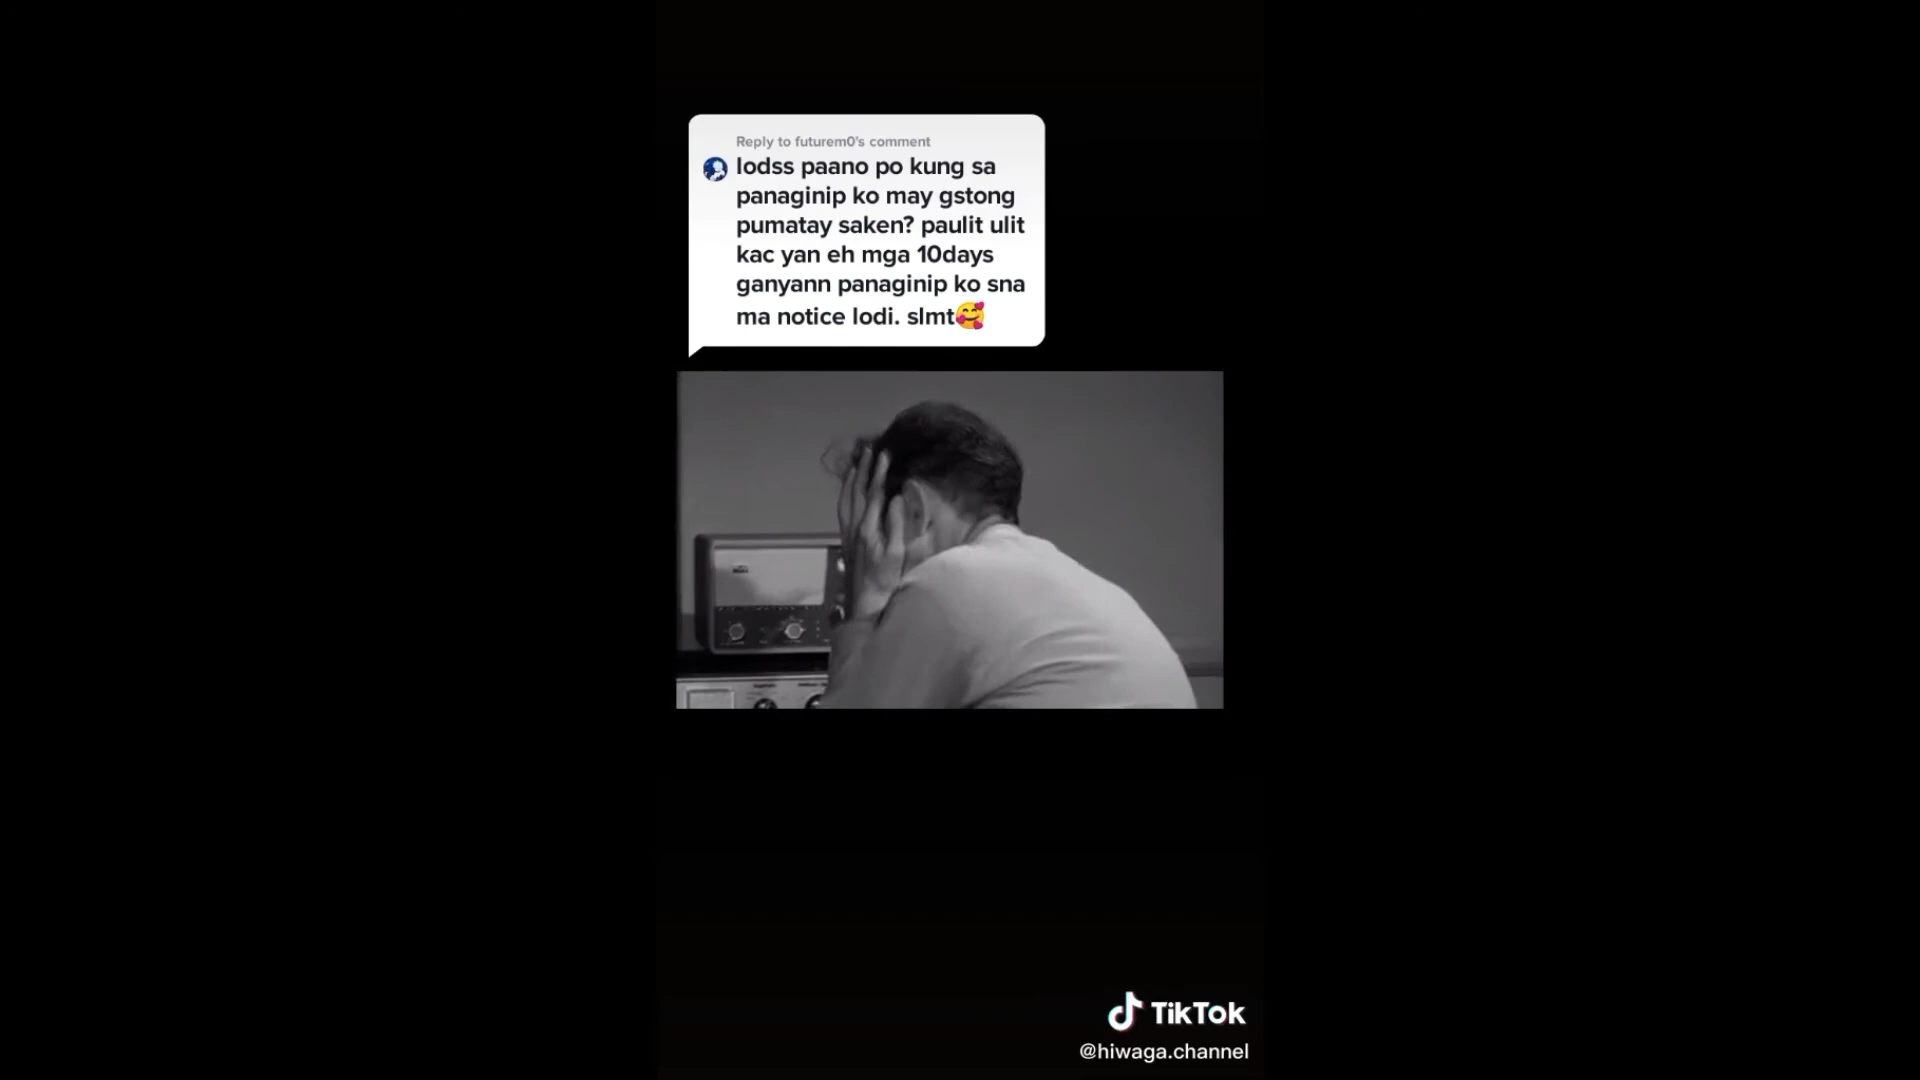 Reply to futurem0's comment
lodss paano po kung sa
panaginip ko may gstong
pumatay saken? paulit ulit
kac yan eh mga 10days
ganyann panaginip ko sna
ma notice lodi. slmt🥰
TikTok
@hiwaga.channel